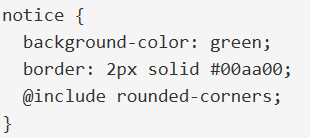 notice {
  background-color: green;
  border: 2px solid #00aa00;
  @include rounded-corners;
}